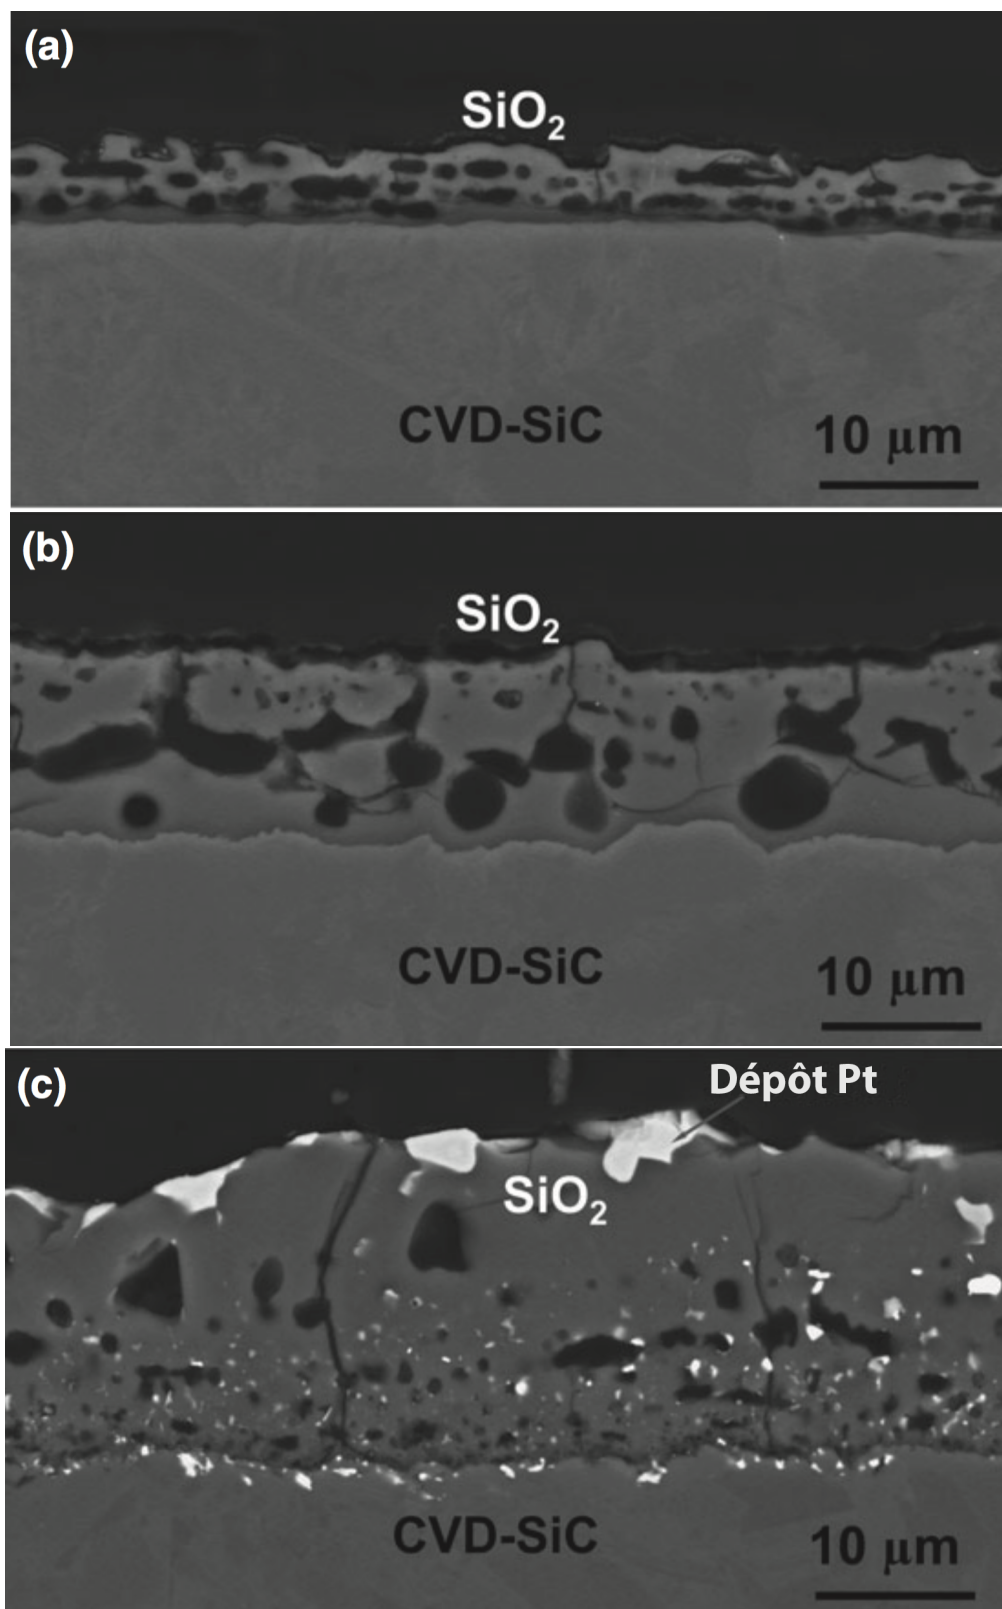 (a)
SiO₂
CVD-SiC
10 µm
(b)
SiO₂
CVD-SiC
10 µm
(c)
Dépôt Pt
SiO₂
CVD-SiC
10 µm